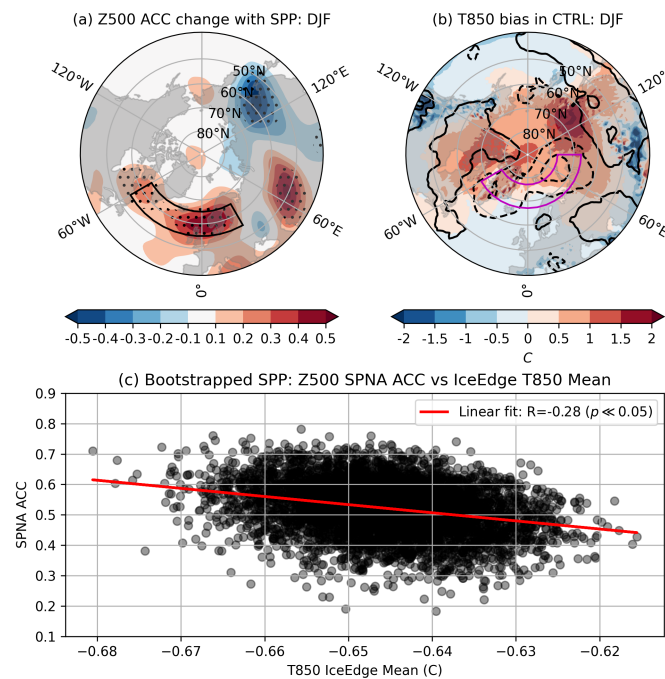 (a) Z500 ACC change with SPP: DJF
(b) T850 bias in CTRL: DJF
120°W
50°N
60°N
70°N
80°N
120°E
60°W
60°E
0°
120°W
50°N
60°N
70°N
80°N
120°E
60°W
60°E
0°
-0.5 -0.4 -0.3 -0.2 -0.1 0.1 0.2 0.3 0.4 0.5
-2 -1.5 -1 -0.5 0 0.5 1 1.5 2
C
(c) Bootstrapped SPP: Z500 SPNA ACC vs IceEdge T850 Mean
Linear fit: R=-0.28 (p≪0.05)
SPNA ACC
0.9
0.8
0.7
0.6
0.5
0.4
0.3
0.2
0.1
−0.68 −0.67 −0.66 −0.65 −0.64 −0.63 −0.62
T850 IceEdge Mean (C)